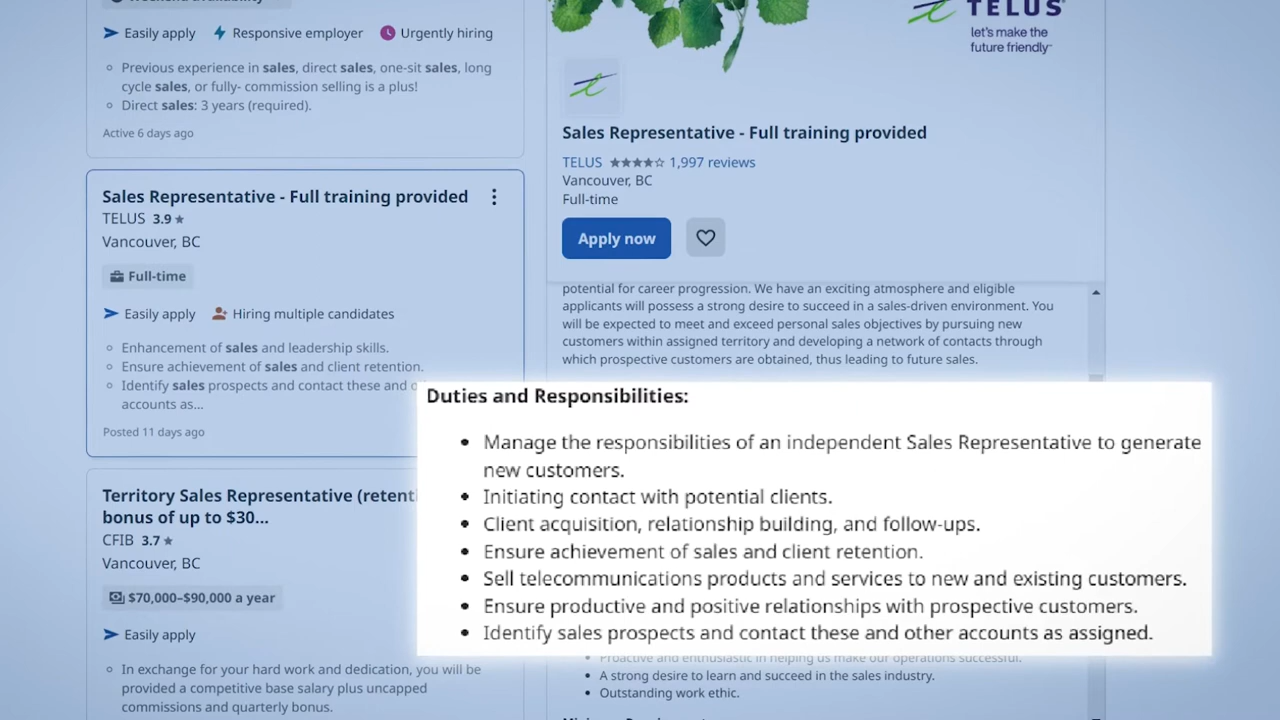 Easily apply Responsive employer Urgently hiring
Previous experience in sales, direct sales, one-sit sales, long
cycle sales, or fully- commission selling is a plus!
Direct sales: 3 years (required).
Active 6 days ago
Sales Representative - Full training provided
TELUS 3.9
Vancouver, BC
Full-time
Easily apply Hiring multiple candidates
Enhancement of sales and leadership skills.
Ensure achievement of sales and client retention.
Identify sales prospects and contact these and
accounts as...
Posted 11 days ago
Territory Sales Representative
bonus of up to $30...
CFIB 3.7
Vancouver, BC
$70,000–$90,000 a year
Easily apply
In exchange for your hard work and dedication, you will be
provided a competitive base salary plus uncapped
commissions and quarterly bonus.
TELUS
let's make the
future friendly™
Sales Representative - Full training provided
TELUS 1,997 reviews
Vancouver, BC
Full-time
Apply now
potential for career progression. We have an exciting atmosphere and eligible
applicants will possess a strong desire to succeed in a sales-driven environment. You
will be expected to meet and exceed personal sales objectives by pursuing new
customers within assigned territory and developing a network of contacts through
which prospective customers are obtained, thus leading to future sales.
Duties and Responsibilities:
Manage the responsibilities of an independent Sales Representative to generate
new customers.
Initiating contact with potential clients.
Client acquisition, relationship building, and follow-ups.
Ensure achievement of sales and client retention.
Sell telecommunications products and services to new and existing customers.
Ensure productive and positive relationships with prospective customers.
Identify sales prospects and contact these and other accounts as assigned.
Proactive and enthusiastic in helping us make our operations successful.
A strong desire to learn and succeed in the sales industry.
Outstanding work ethic.